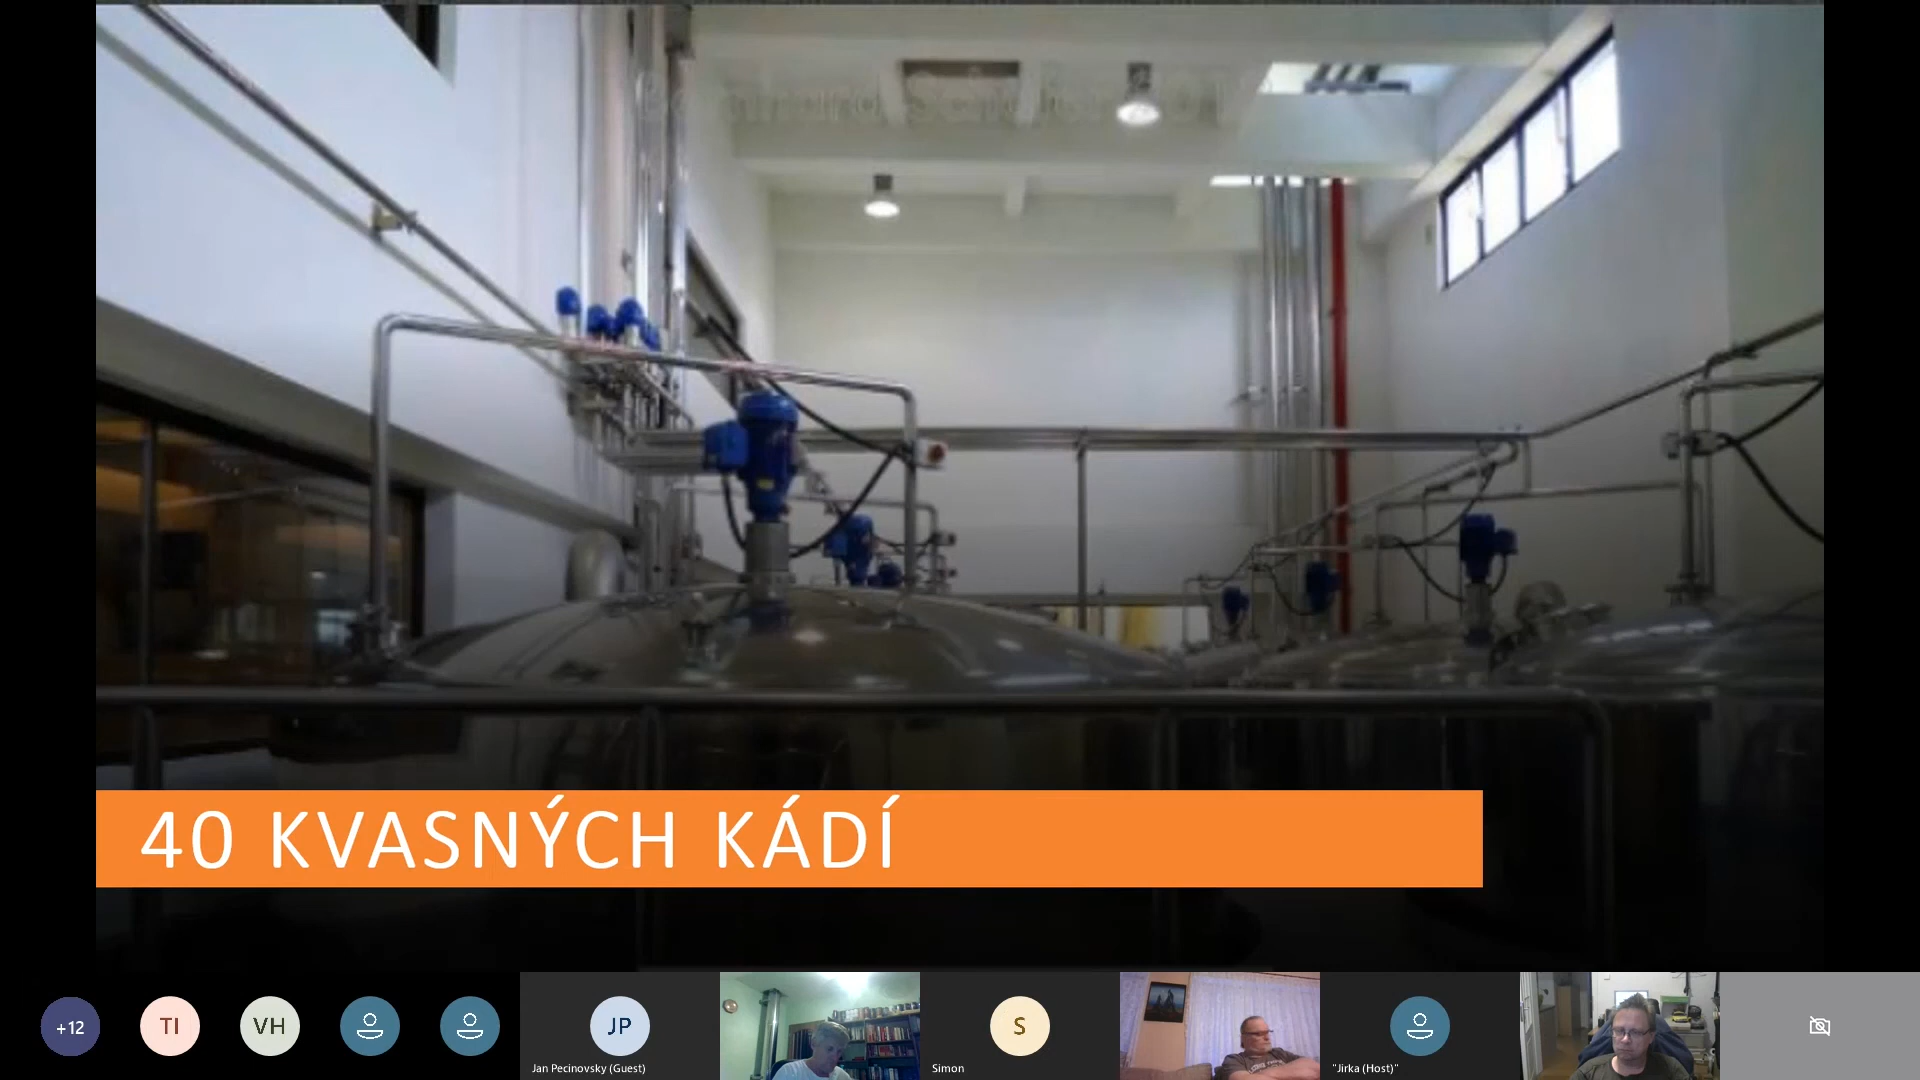 40 KVASNÝCH KÁDÍ
+12
TI
VH
JP
Jan Pecinovsky (Guest)
S
Simon
"Jirka (Host)"